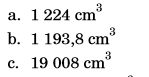 a. 1 224 cm³
b. 1 193,8 cm³
c. 19 008 cm³